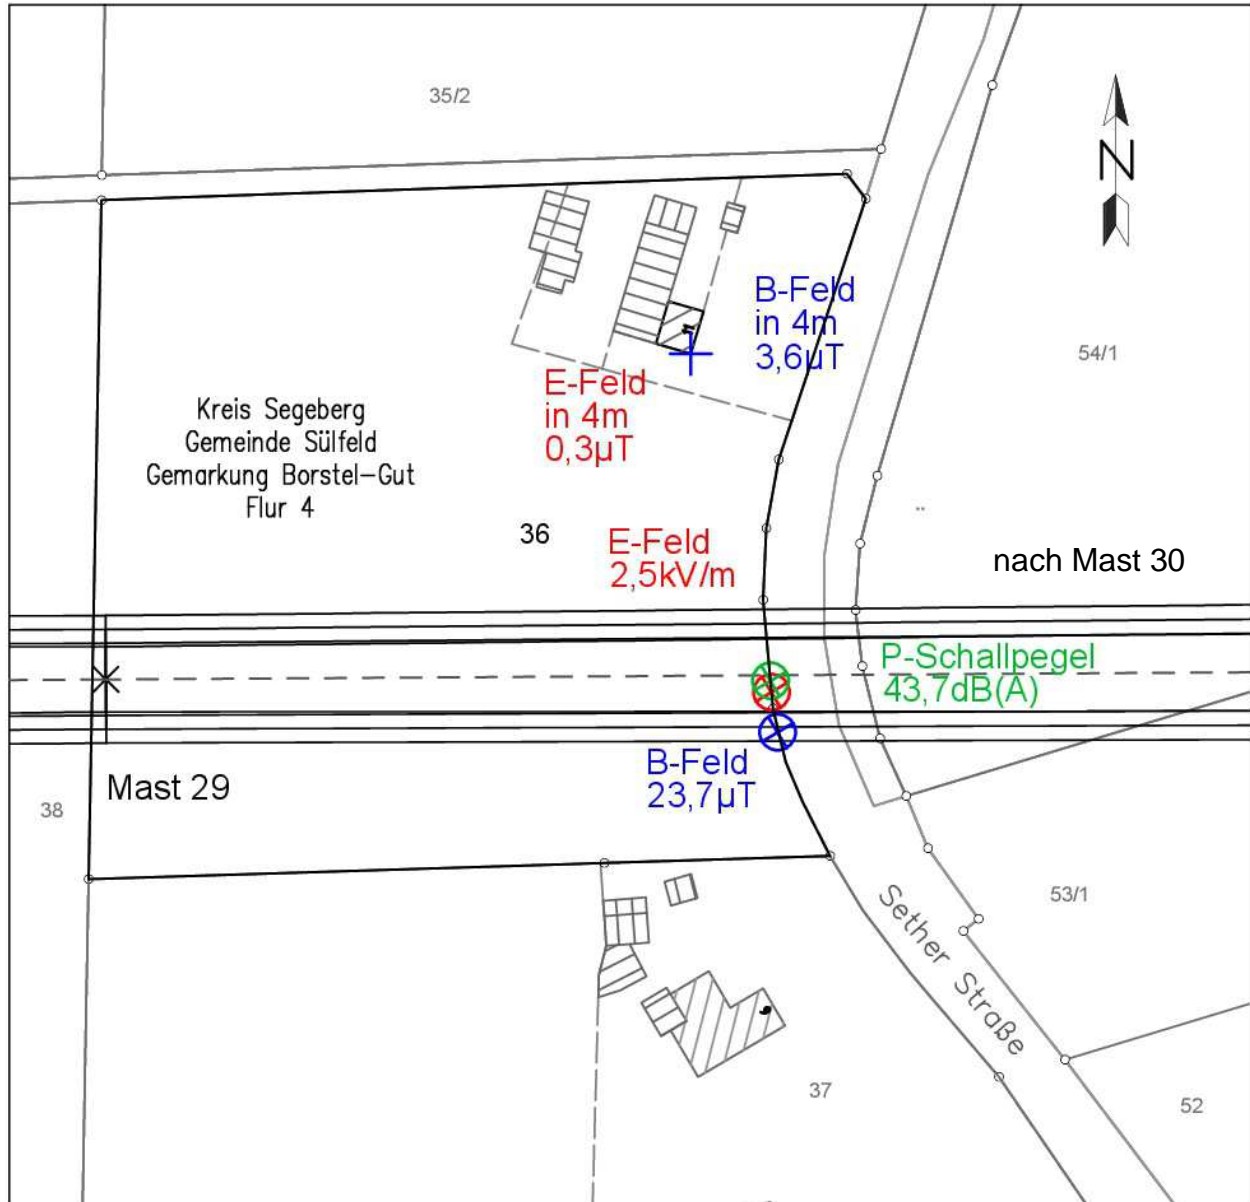 35/2
N
B-Feld
in 4m
3,6µT
54/1
E-Feld
in 4m
0,3µT
Kreis Segeberg
Gemeinde Sülfeld
Gemarkung Borstel-Gut
Flur 4
36
E-Feld
2,5kV/m
nach Mast 30
P-Schallpegel
43,7dB(A)
B-Feld
23,7µT
Mast 29
38
53/1
Sether Straße
37
52